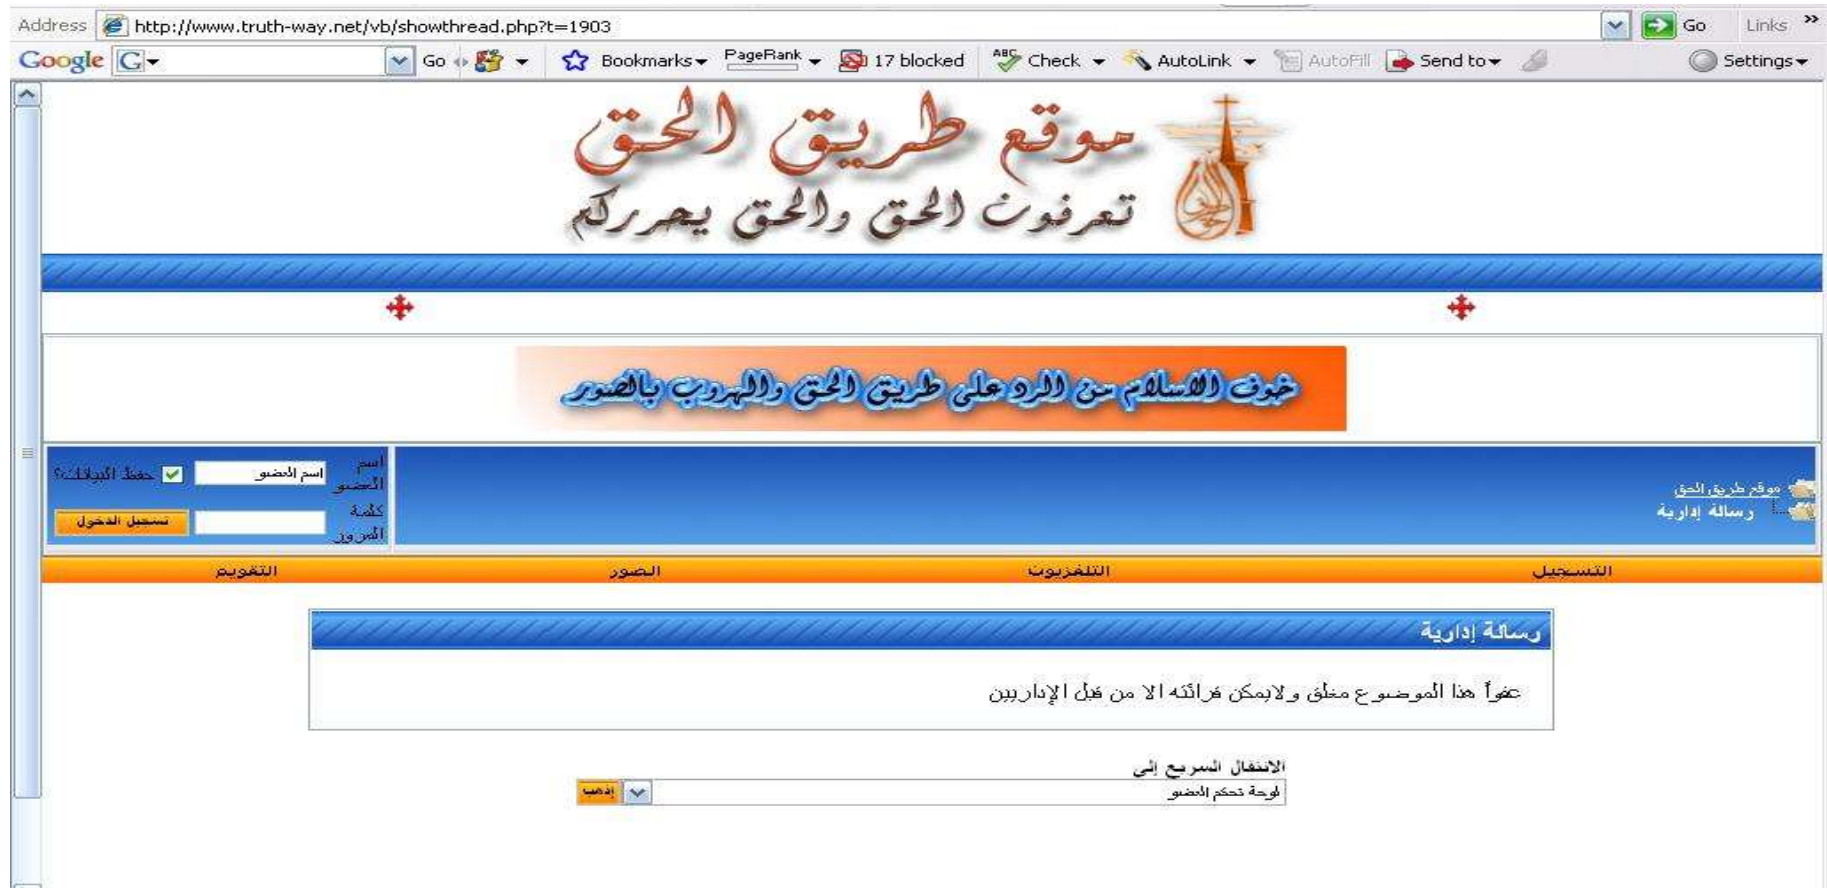 Address http://www.truth-way.net/vb/showthread.php?t=1903 Go Links »
Google G Go Bookmarks PageRank 17 blocked ABC Check AutoLink AutoFill Send to Settings
موقع طريق الحق
تعرفون الحق والحق يحرركم
خوف الاسلام من الرد على طريق الحق والهروب بالصور
موقع طريق الحق
رسالة إدارية
اسم العضو اسم العضو حفظ البيانات؟
كلمة المرور تسجيل الدخول
التسجيل التلفزيون الصور التقويم
رسالة إدارية
عفواً هذا الموضوع مغلق ولايمكن قرائته الا من قبل الإداريين
الانتقال السريع إلى
لوحة تحكم العضو إذهب